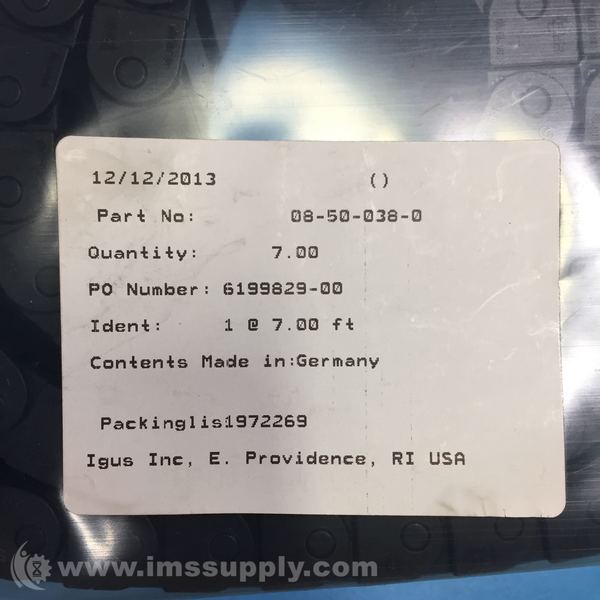 12/12/2013 ()
Part No: 08-50-038-0
Quantity: 7.00
PO Number: 6199829-00
Ident: 1 @ 7.00 ft
Contents Made in:Germany
Packinglis1972269
Igus Inc, E. Providence, RI USA
www.imssupply.com